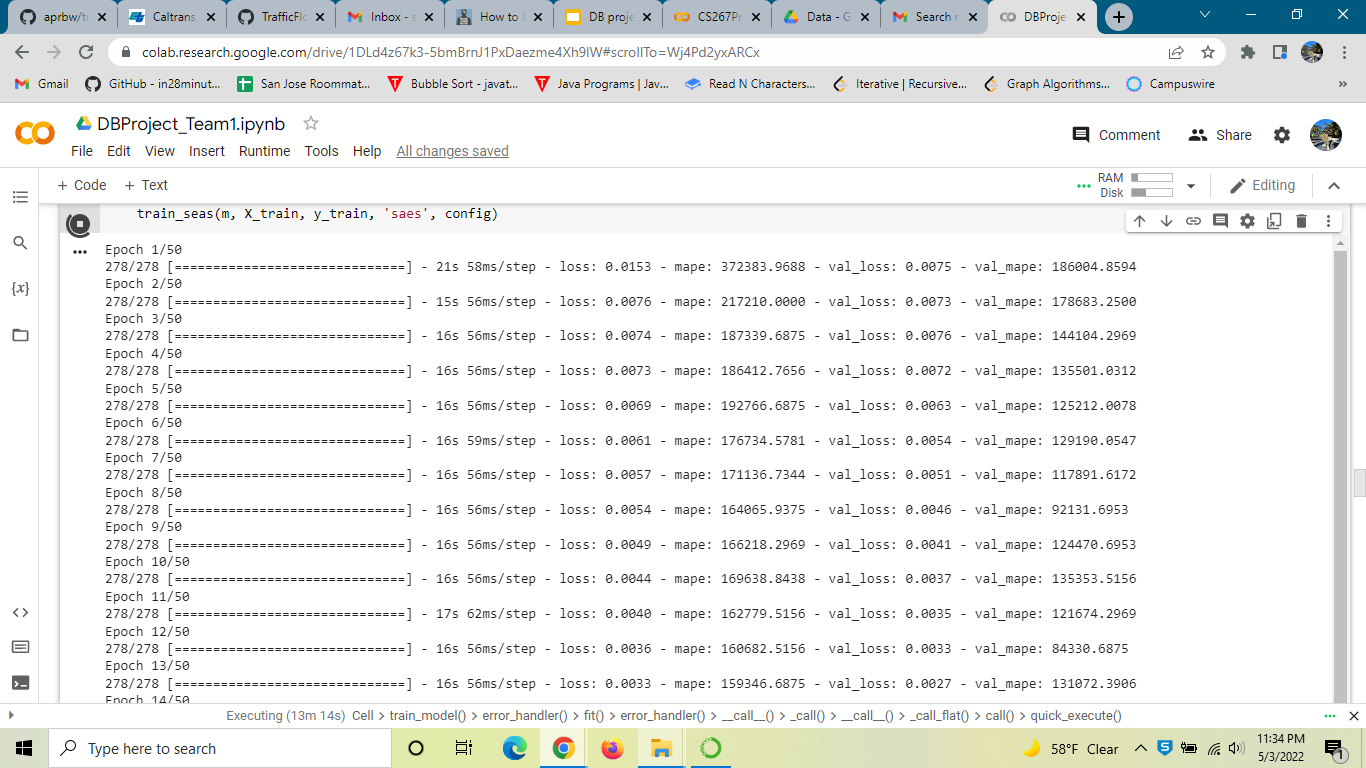 aprbw/tr
Caltrans
TrafficFlo
Inbox - s
How to
DB proje
CS267Pr
Data - G
Search r
DBProje
colab.research.google.com/drive/1DLd4z67k3-5bmBrnJ1PxDaezme4Xh9lW#scrollTo=Wj4Pd2yxARCx
Gmail
GitHub - in28minut...
San Jose Roommat...
Bubble Sort - javat...
Java Programs | Jav...
Read N Characters...
Iterative | Recursive...
Graph Algorithms...
Campuswire
»
DBProject_Team1.ipynb
Comment
Share
File Edit View Insert Runtime Tools Help All changes saved
+ Code + Text
RAM
Disk
Editing
train_seas(m, X_train, y_train, 'saes', config)
Epoch 1/50
278/278 [==============================] - 21s 58ms/step - loss: 0.0153 - mape: 372383.9688 - val_loss: 0.0075 - val_mape: 186004.8594
Epoch 2/50
278/278 [==============================] - 15s 56ms/step - loss: 0.0076 - mape: 217210.0000 - val_loss: 0.0073 - val_mape: 178683.2500
Epoch 3/50
278/278 [==============================] - 16s 56ms/step - loss: 0.0074 - mape: 187339.6875 - val_loss: 0.0076 - val_mape: 144104.2969
Epoch 4/50
278/278 [==============================] - 16s 56ms/step - loss: 0.0073 - mape: 186412.7656 - val_loss: 0.0072 - val_mape: 135501.0312
Epoch 5/50
278/278 [==============================] - 16s 56ms/step - loss: 0.0069 - mape: 192766.6875 - val_loss: 0.0063 - val_mape: 125212.0078
Epoch 6/50
278/278 [==============================] - 16s 59ms/step - loss: 0.0061 - mape: 176734.5781 - val_loss: 0.0054 - val_mape: 129190.0547
Epoch 7/50
278/278 [==============================] - 16s 56ms/step - loss: 0.0057 - mape: 171136.7344 - val_loss: 0.0051 - val_mape: 117891.6172
Epoch 8/50
278/278 [==============================] - 16s 56ms/step - loss: 0.0054 - mape: 164065.9375 - val_loss: 0.0046 - val_mape: 92131.6953
Epoch 9/50
278/278 [==============================] - 16s 56ms/step - loss: 0.0049 - mape: 166218.2969 - val_loss: 0.0041 - val_mape: 124470.6953
Epoch 10/50
278/278 [==============================] - 16s 56ms/step - loss: 0.0044 - mape: 169638.8438 - val_loss: 0.0037 - val_mape: 135353.5156
Epoch 11/50
278/278 [==============================] - 17s 62ms/step - loss: 0.0040 - mape: 162779.5156 - val_loss: 0.0035 - val_mape: 121674.2969
Epoch 12/50
278/278 [==============================] - 16s 56ms/step - loss: 0.0036 - mape: 160682.5156 - val_loss: 0.0033 - val_mape: 84330.6875
Epoch 13/50
278/278 [==============================] - 16s 56ms/step - loss: 0.0033 - mape: 159346.6875 - val_loss: 0.0027 - val_mape: 131072.3906
Epoch 14/50
Executing (13m 14s) Cell > train_model() > error_handler() > fit() > error_handler() > __call__() > _call() > __call__() > _call_flat() > call() > quick_execute()
Type here to search
58°F Clear
11:34 PM
5/3/2022
1